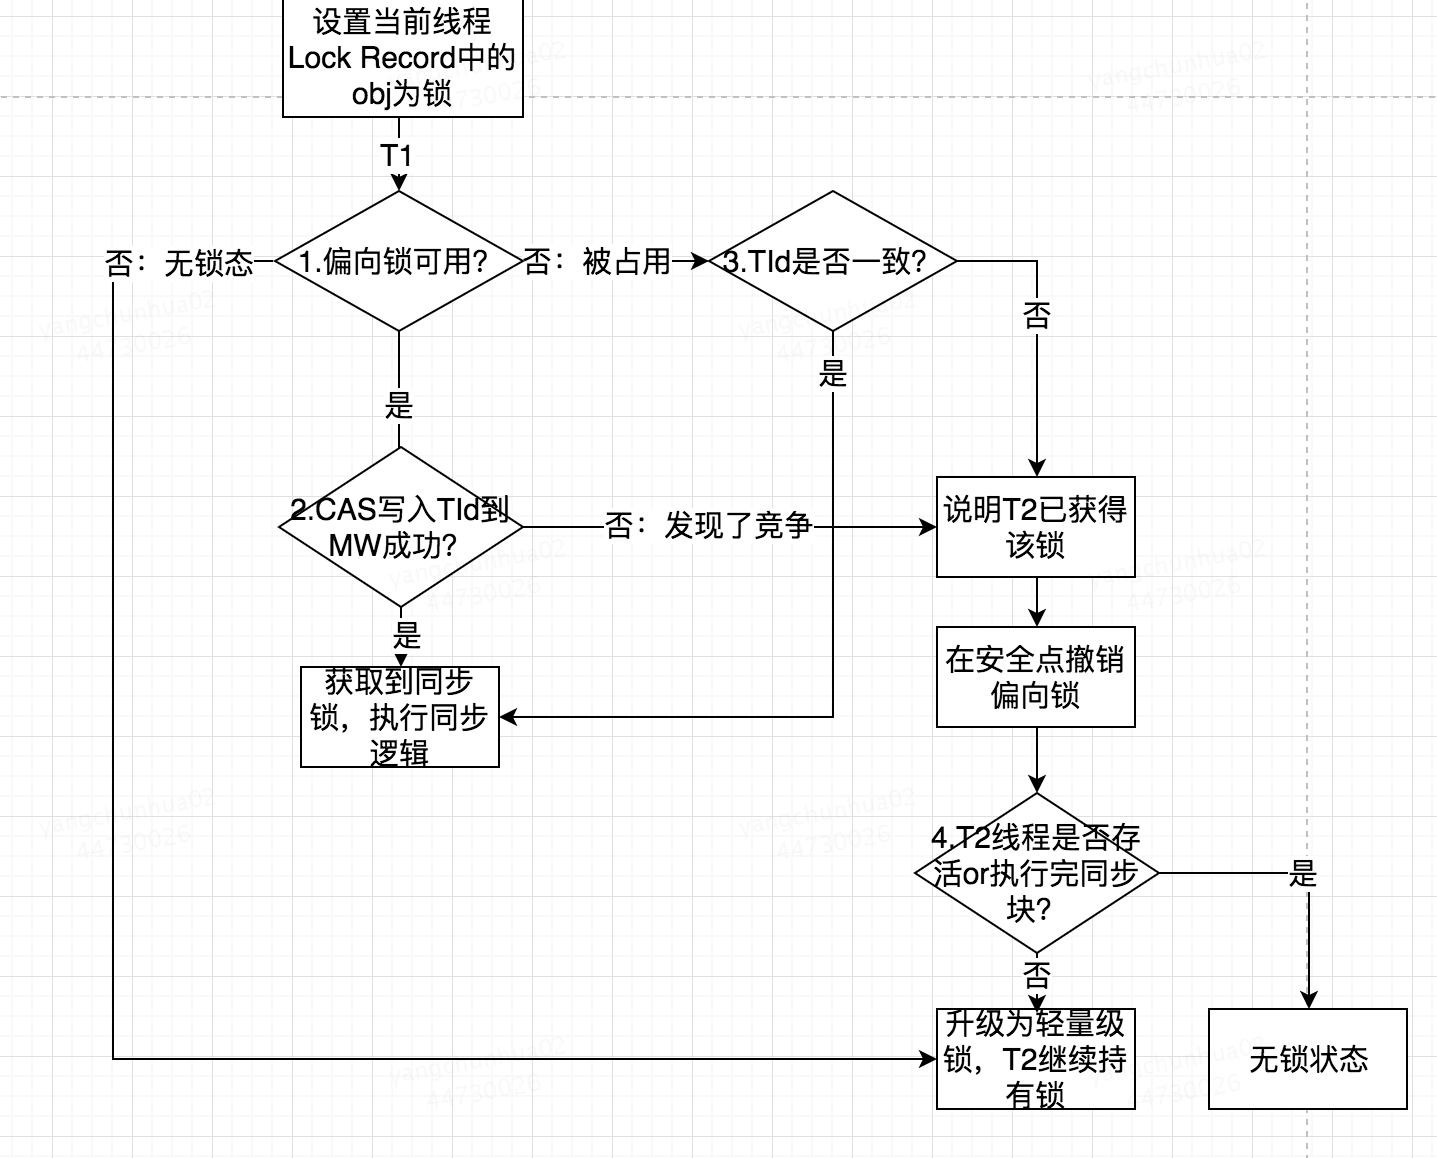 设置当前线程
Lock Record中的
obj为锁
T1
否：无锁态
1.偏向锁可用?
否：被占用
3.TId是否一致?
否
是
是
2.CAS写入TId到
MW成功?
否：发现了竞争
说明T2已获得
该锁
是
获取到同步
锁，执行同步
逻辑
在安全点撤销
偏向锁
4.T2线程是否存
活or执行完同步
块?
是
否
升级为轻量级
锁，T2继续持
有锁
无锁状态
yangchunhua02
44730026